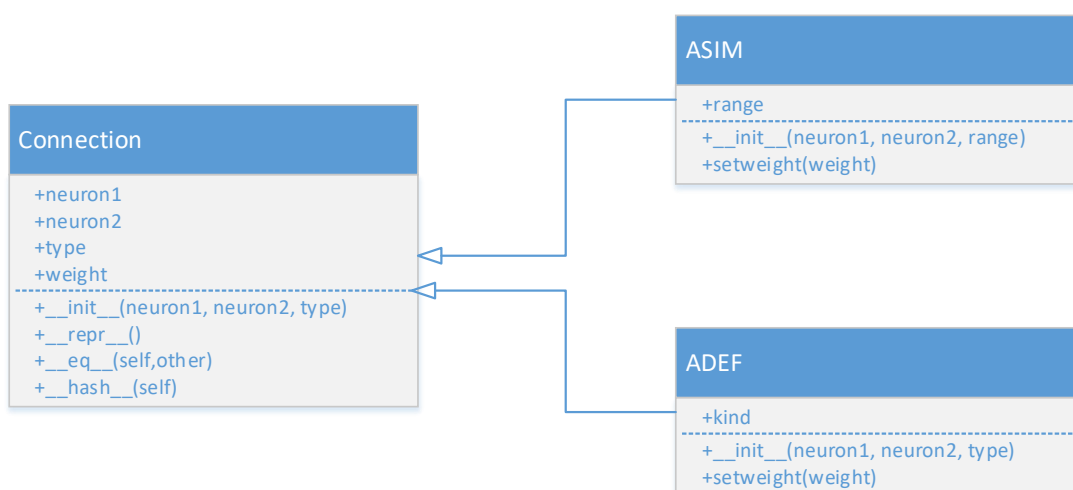 Connection
+neuron1
+neuron2
+type
+weight
+__init__(neuron1, neuron2, type)
+__repr__()
+__eq__(self,other)
+__hash__(self)
ASIM
+range
+__init__(neuron1, neuron2, range)
+setweight(weight)
ADEF
+kind
+__init__(neuron1, neuron2, type)
+setweight(weight)